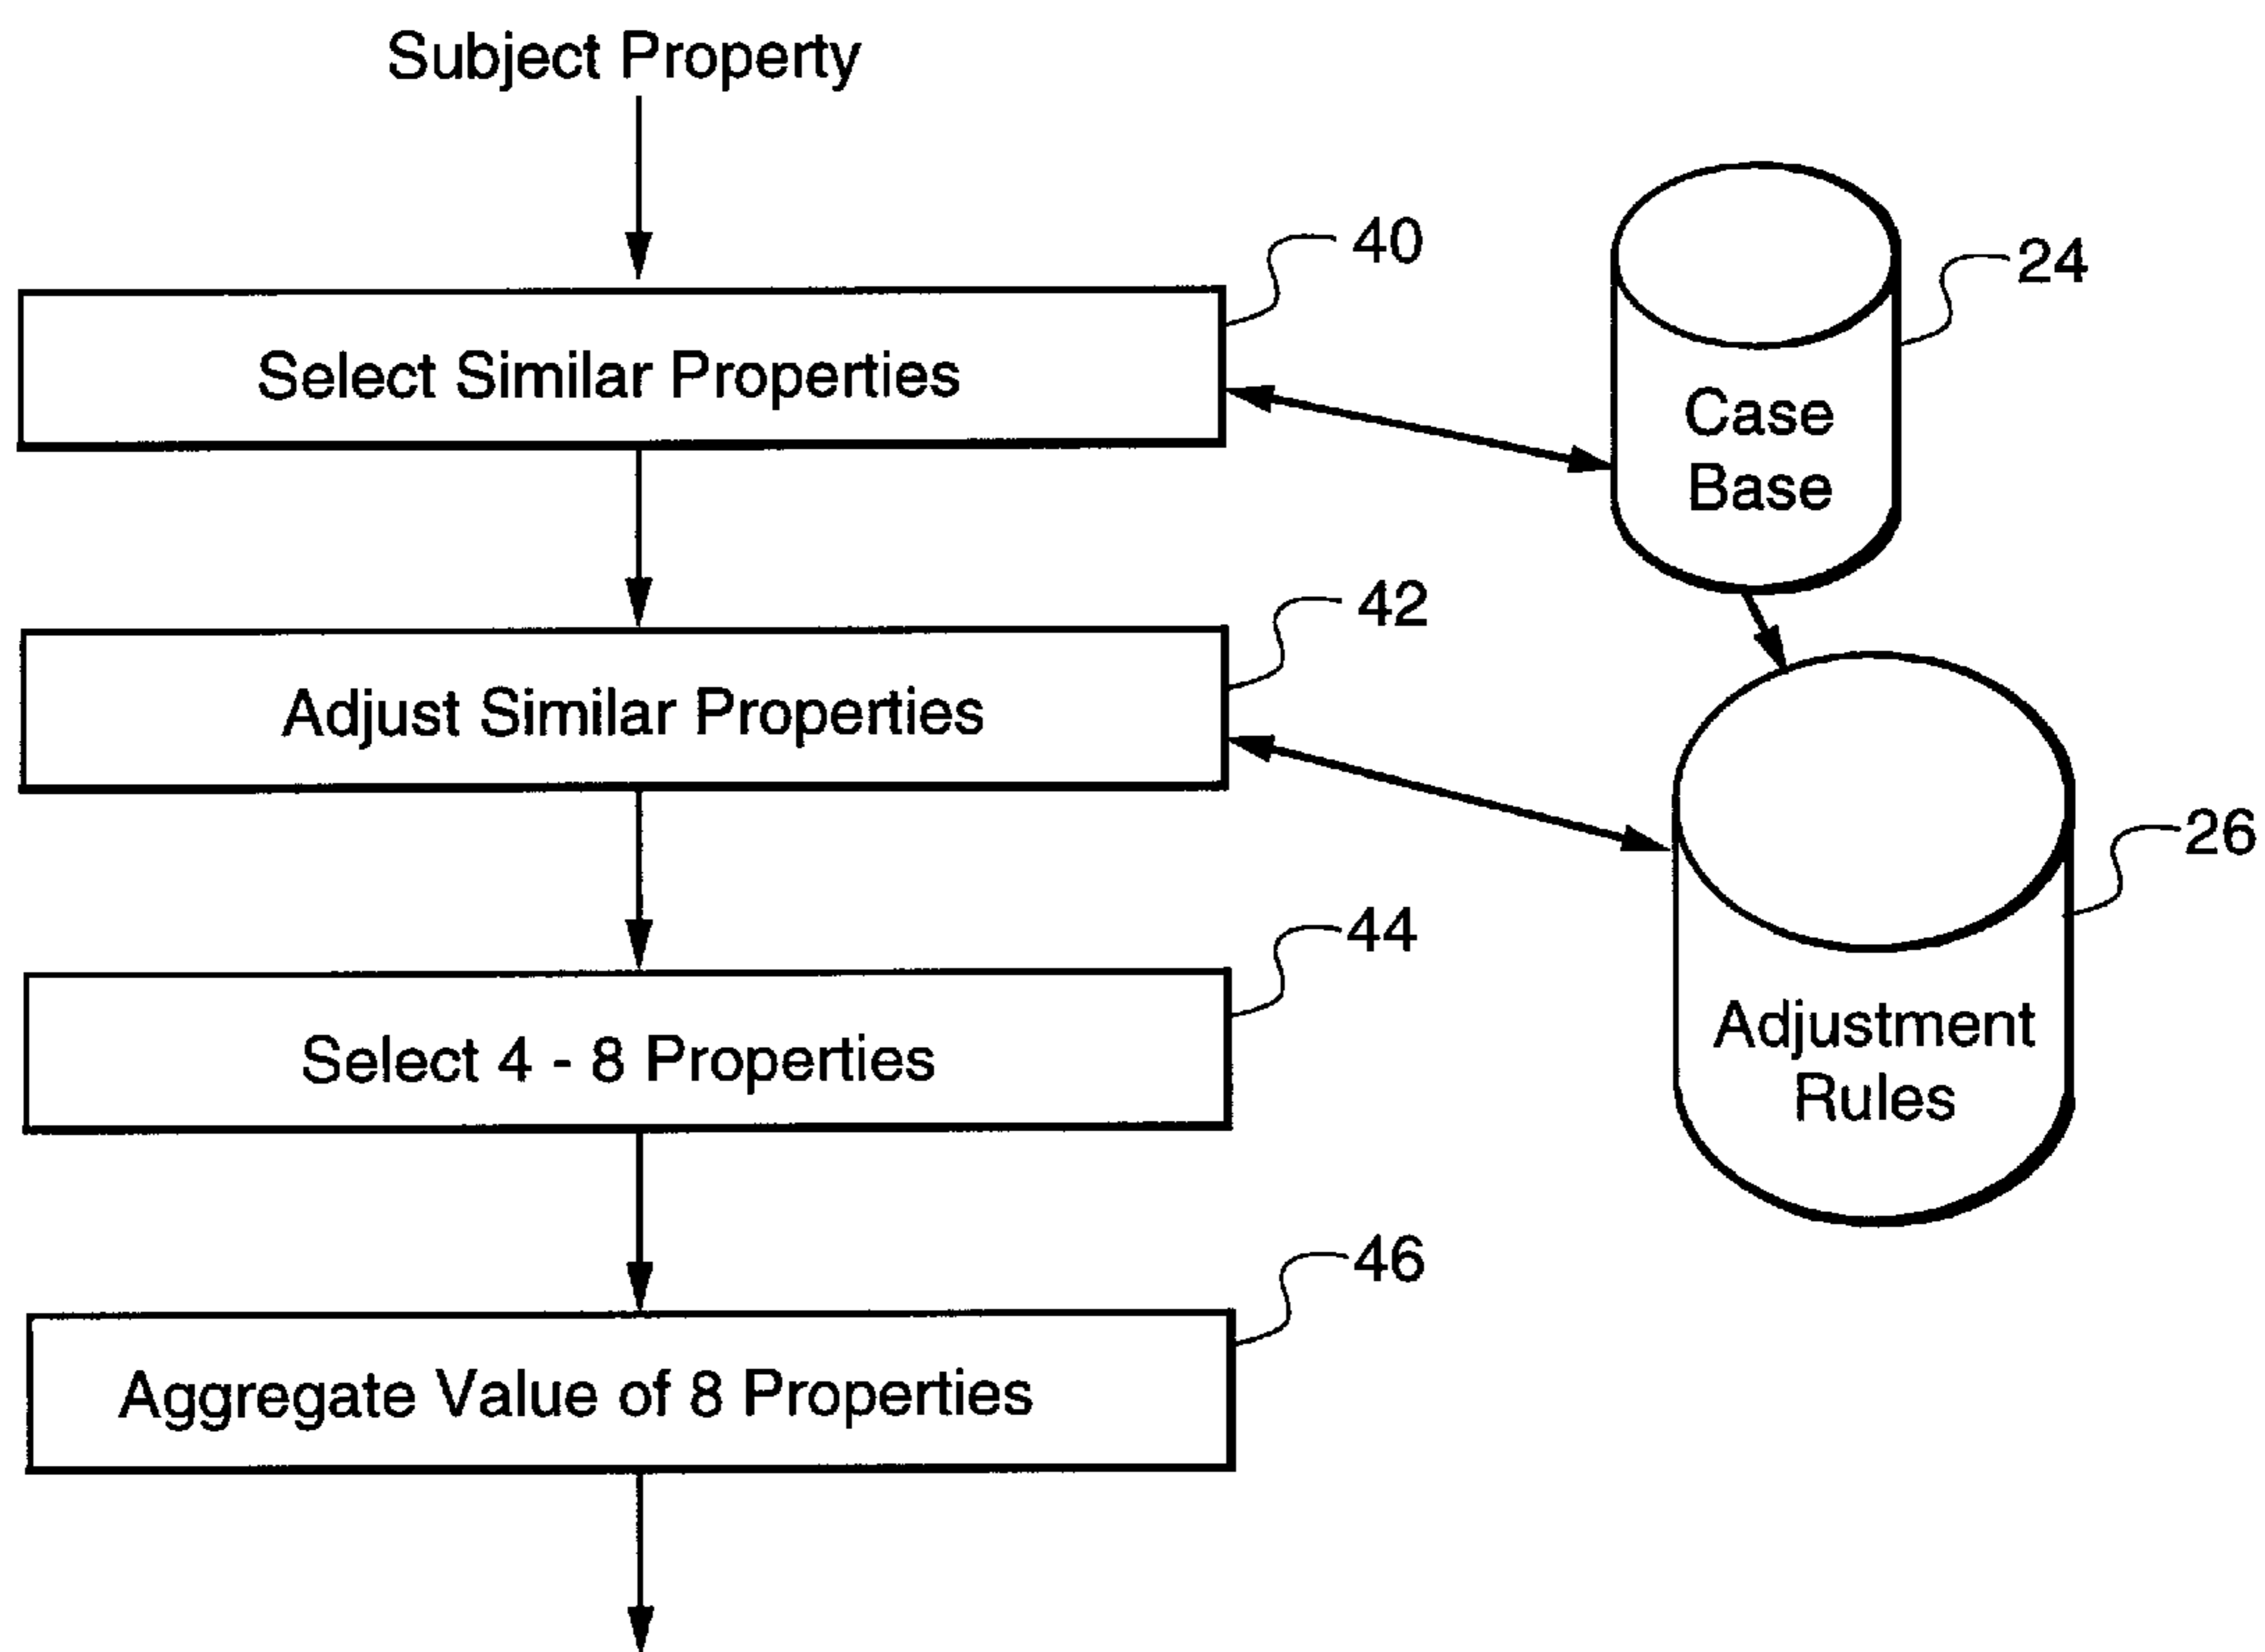 Subject Property
40
24
Select Similar Properties
Case
Base
42
Adjust Similar Properties
26
44
Adjustment
Rules
Select 4 - 8 Properties
46
Aggregate Value of 8 Properties